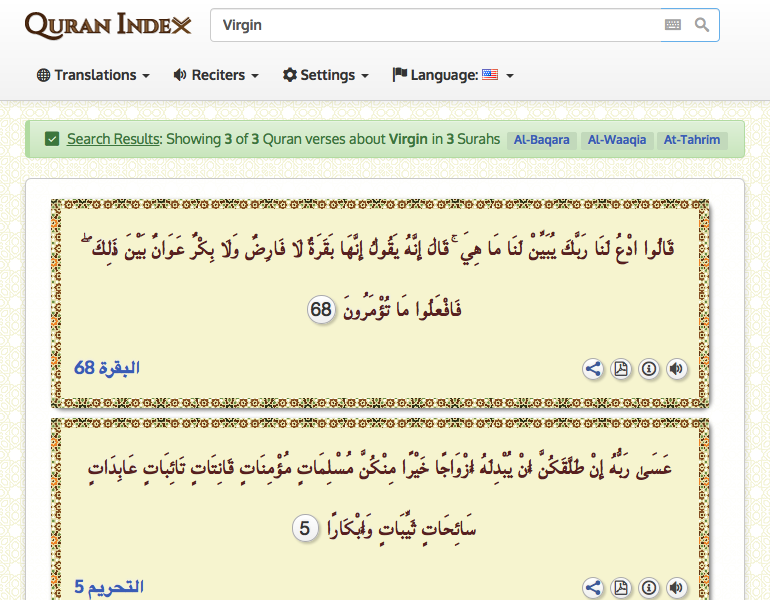 QURAN INDEX
Virgin
Translations Reciters Settings Language:
Search Results: Showing 3 of 3 Quran verses about Virgin in 3 Surahs Al-Baqara Al-Waaqia At-Tahrim
قَالُوا ادْعُ لَنَا رَبَّكَ يُبَيِّنْ لَنَا مَا هِيَ ۚ قَالَ إِنَّهُ يَقُولُ إِنَّهَا بَقَرَةٌ لَا فَارِضٌ وَلَا بِكْرٌ عَوَانٌ بَيْنَ ذَٰلِكَ ۖ
فَافْعَلُوا مَا تُؤْمَرُونَ 68
البقرة 68
عَسَىٰ رَبُّهُ إِنْ طَلَّقَكُنَّ أَنْ يُبْدِلَهُ أَزْوَاجًا خَيْرًا مِنْكُنَّ مُسْلِمَاتٍ مُؤْمِنَاتٍ قَانِتَاتٍ تَائِبَاتٍ عَابِدَاتٍ
سَائِحَاتٍ ثَيِّبَاتٍ وَأَبْكَارًا 5
التحريم 5